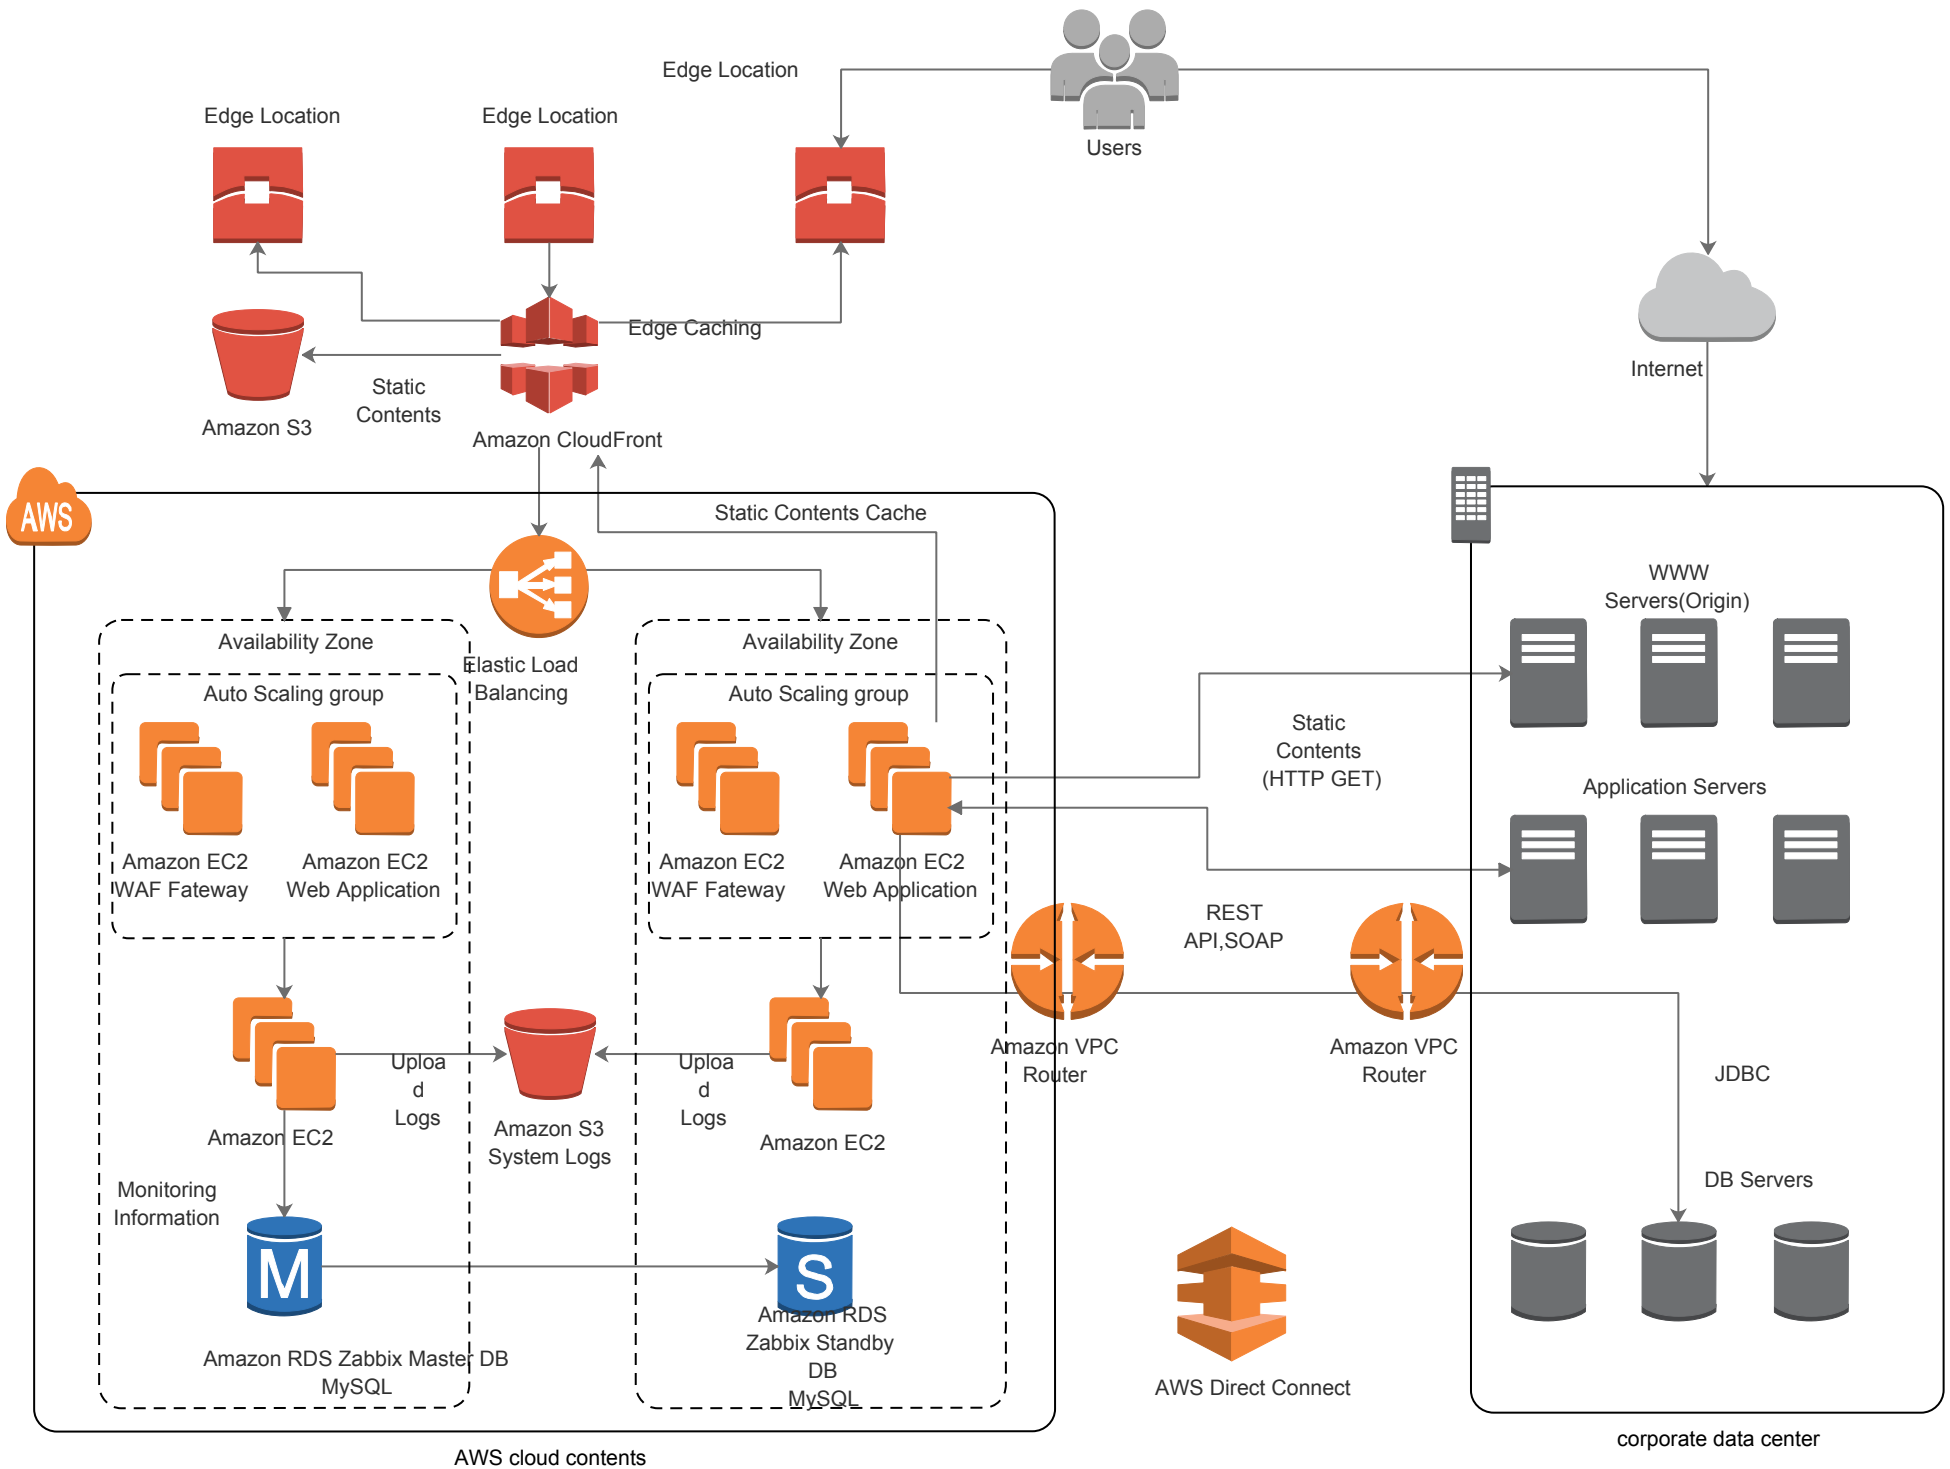 Edge Location
Edge Location
Edge Location
Users
Edge Caching
Static
Contents
Amazon S3
Amazon CloudFront
Internet
AWS
Static Contents Cache
Availability Zone
Availability Zone
Elastic Load
Balancing
Auto Scaling group
Auto Scaling group
Amazon EC2
WAF Fateway
Amazon EC2
Web Application
Amazon EC2
WAF Fateway
Amazon EC2
Web Application
WWW
Servers(Origin)
Static
Contents
(HTTP GET)
Application Servers
REST
API,SOAP
Amazon VPC
Router
Amazon VPC
Router
JDBC
Uploa
d
Logs
Uploa
d
Logs
Amazon EC2
Amazon S3
System Logs
Amazon EC2
Monitoring
Information
DB Servers
M
S
Amazon RDS Zabbix Master DB
MySQL
Amazon RDS
Zabbix Standby
DB
MySQL
AWS Direct Connect
AWS cloud contents
corporate data center